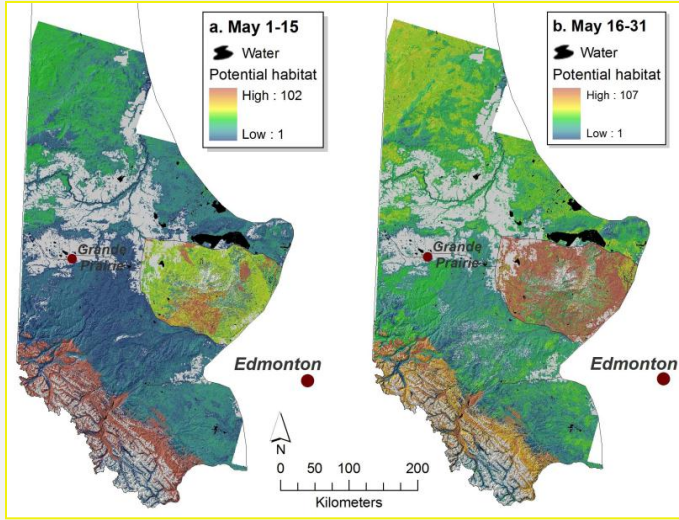 a. May 1-15
Water
Potential habitat
High : 102
Low : 1
Grande
Prairie
Edmonton
N
0 50 100 200
Kilometers
b. May 16-31
Water
Potential habitat
High : 107
Low : 1
Grande
Prairie
Edmonton